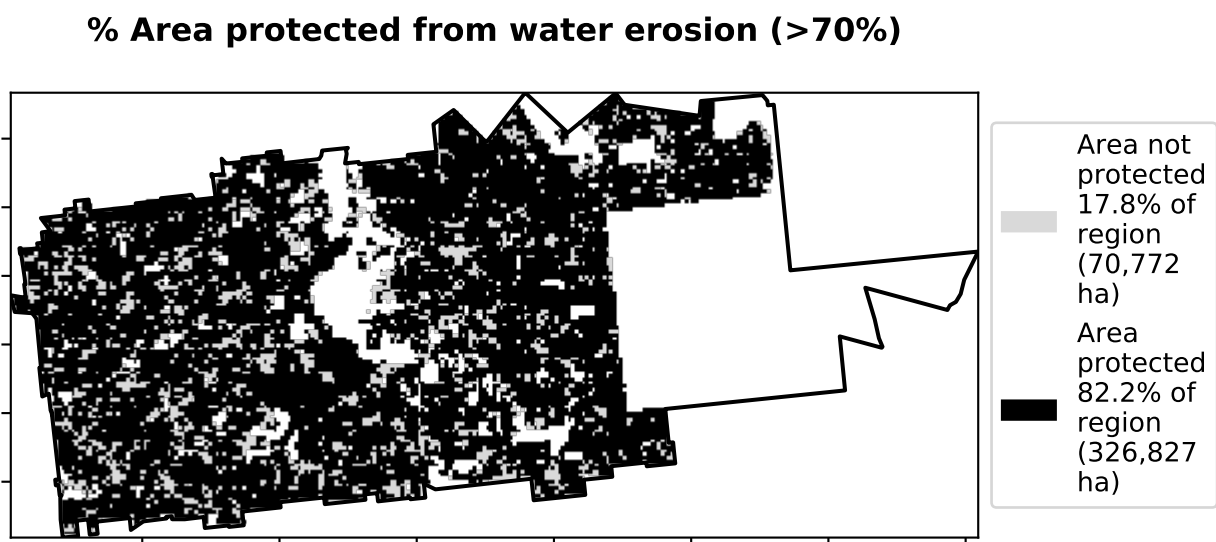 % Area protected from water erosion (>70%)
Area not
protected
17.8% of
region
(70,772
ha)
Area
protected
82.2% of
region
(326,827
ha)